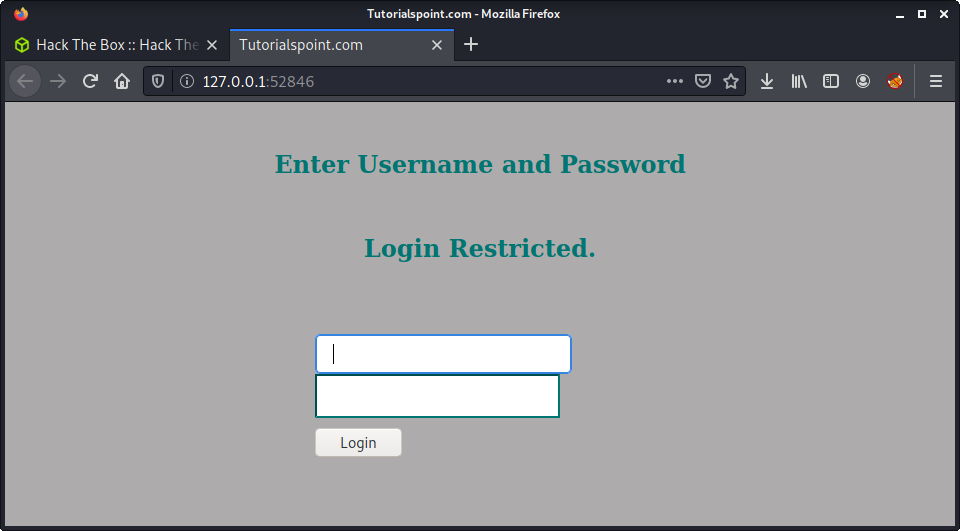 Tutorialspoint.com - Mozilla Firefox
Hack The Box :: Hack The
Tutorialspoint.com
127.0.0.1:52846
Enter Username and Password
Login Restricted.
Login